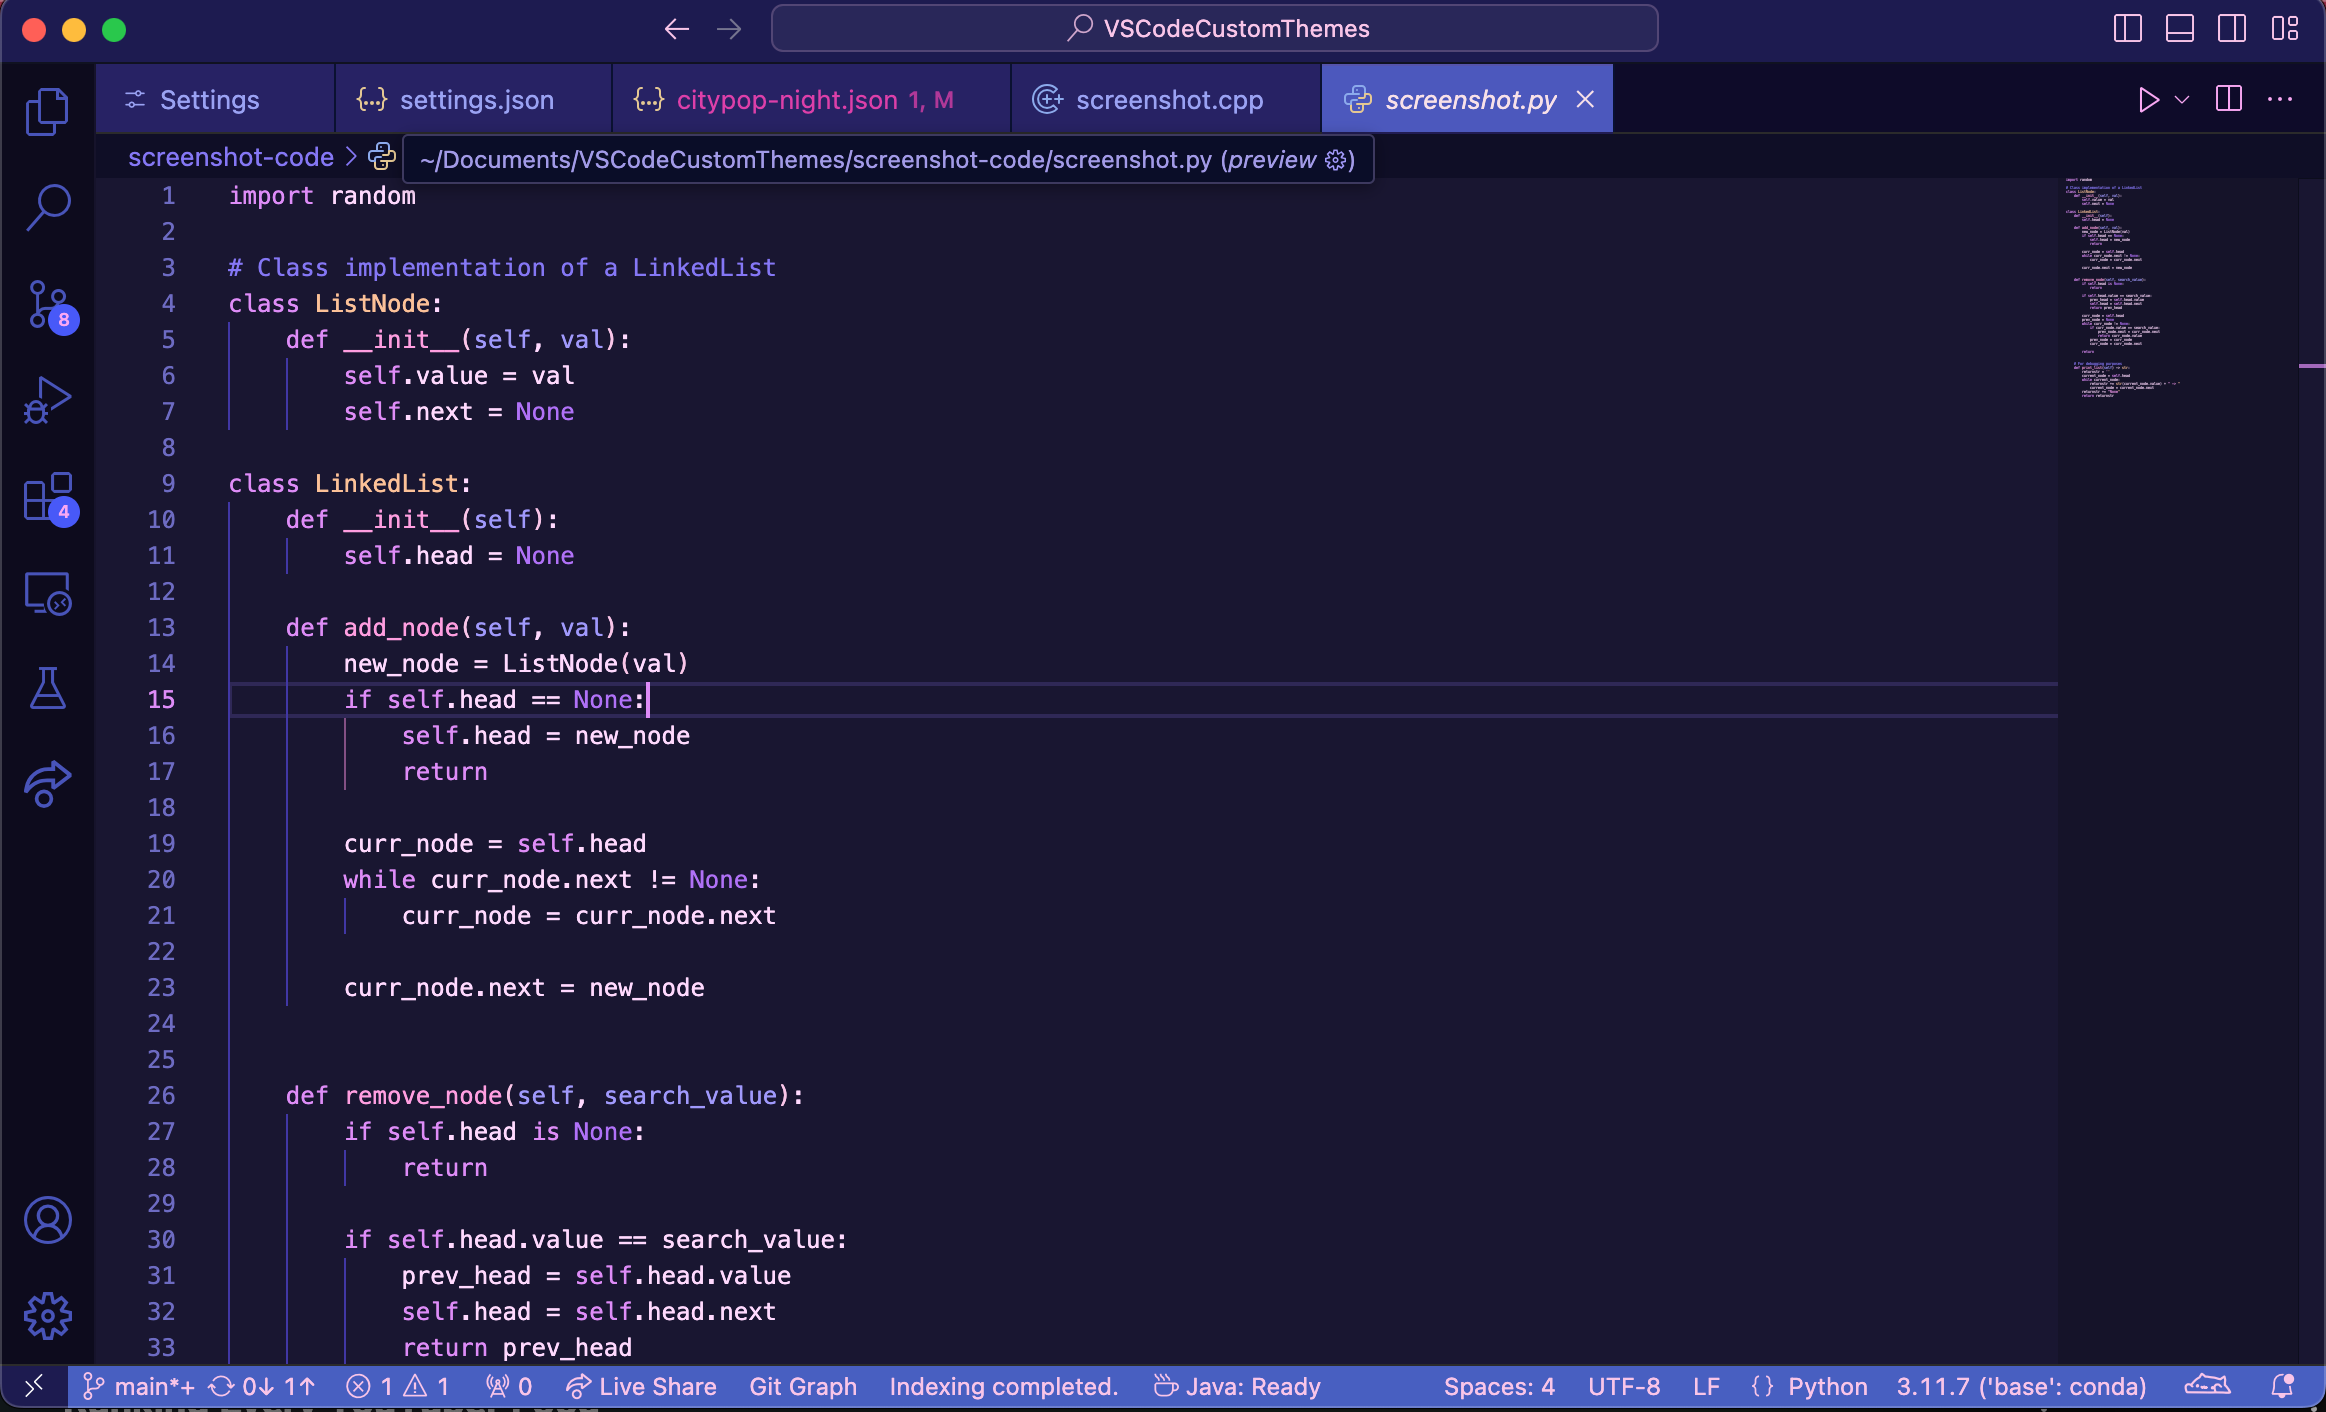 VSCodeCustomThemes
Settings
{...} settings.json
{...} citypop-night.json 1, M
screenshot.cpp
screenshot.py
screenshot-code >
~/Documents/VSCodeCustomThemes/screenshot-code/screenshot.py (preview ⚙)
1 import random
2
3 # Class implementation of a LinkedList
4 class ListNode:
5     def __init__(self, val):
6         self.value = val
7         self.next = None
8
9 class LinkedList:
10     def __init__(self):
11         self.head = None
12
13     def add_node(self, val):
14         new_node = ListNode(val)
15         if self.head == None:
16             self.head = new_node
17             return
18
19         curr_node = self.head
20         while curr_node.next != None:
21             curr_node = curr_node.next
22
23         curr_node.next = new_node
24
25
26     def remove_node(self, search_value):
27         if self.head is None:
28             return
29
30         if self.head.value == search_value:
31             prev_head = self.head.value
32             self.head = self.head.next
33             return prev_head
8
4
main*+ 0↓ 1↑ 1 1 0 Live Share Git Graph Indexing completed. Java: Ready Spaces: 4 UTF-8 LF {} Python 3.11.7 ('base': conda)